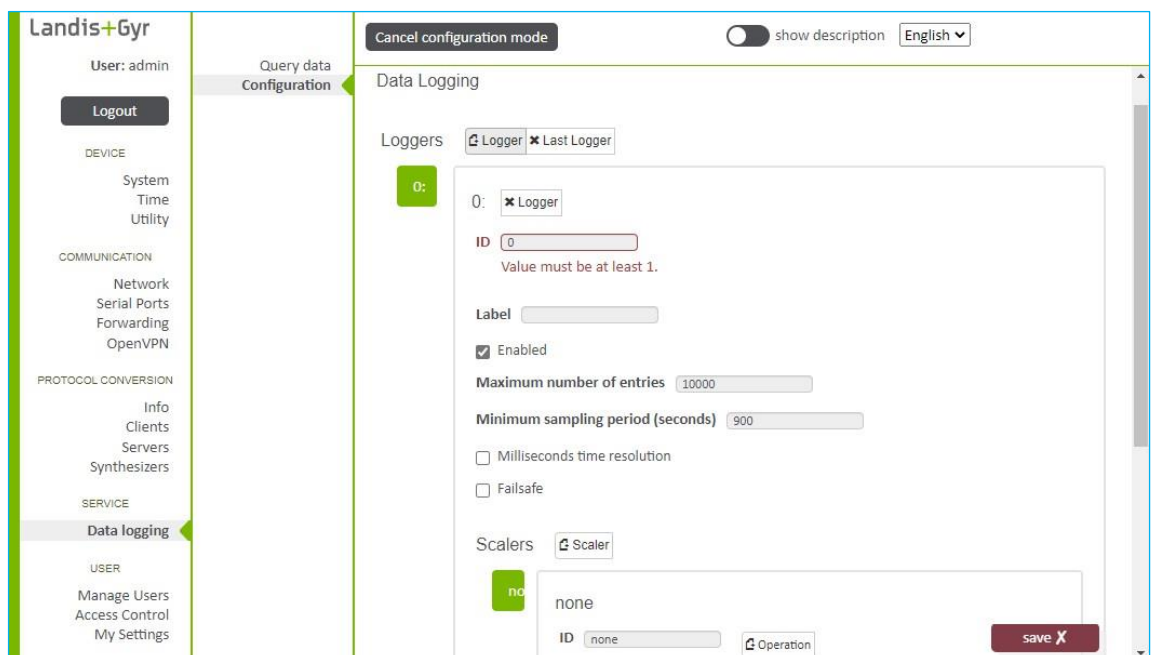 Landis+Gyr
User: admin
Logout
DEVICE
System
Time
Utility
COMMUNICATION
Network
Serial Ports
Forwarding
OpenVPN
PROTOCOL CONVERSION
Info
Clients
Servers
Synthesizers
SERVICE
Data logging
USER
Manage Users
Access Control
My Settings
Query data
Configuration
Cancel configuration mode
show description
English
Data Logging
Loggers Logger Last Logger
0:
0: Logger
ID 0
Value must be at least 1.
Label
Enabled
Maximum number of entries 10000
Minimum sampling period (seconds) 900
Milliseconds time resolution
Failsafe
Scalers Scaler
no
none
ID none Operation
save X